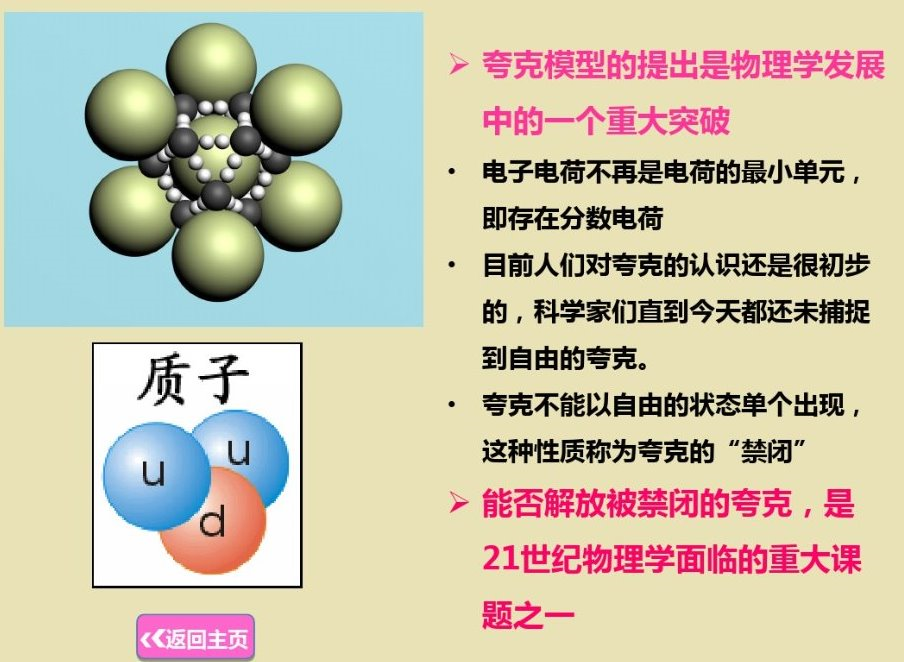 ➢ 夸克模型的提出是物理学发展
中的一个重大突破
• 电子电荷不再是电荷的最小单元，
即存在分数电荷
• 目前人们对夸克的认识还是很初步
的，科学家们直到今天都还未捕捉
到自由的夸克。
• 夸克不能以自由的状态单个出现，
这种性质称为夸克的“禁闭”
➢ 能否解放被禁闭的夸克，是
21世纪物理学面临的重大课
题之一
质子
u
u
d
返回主页